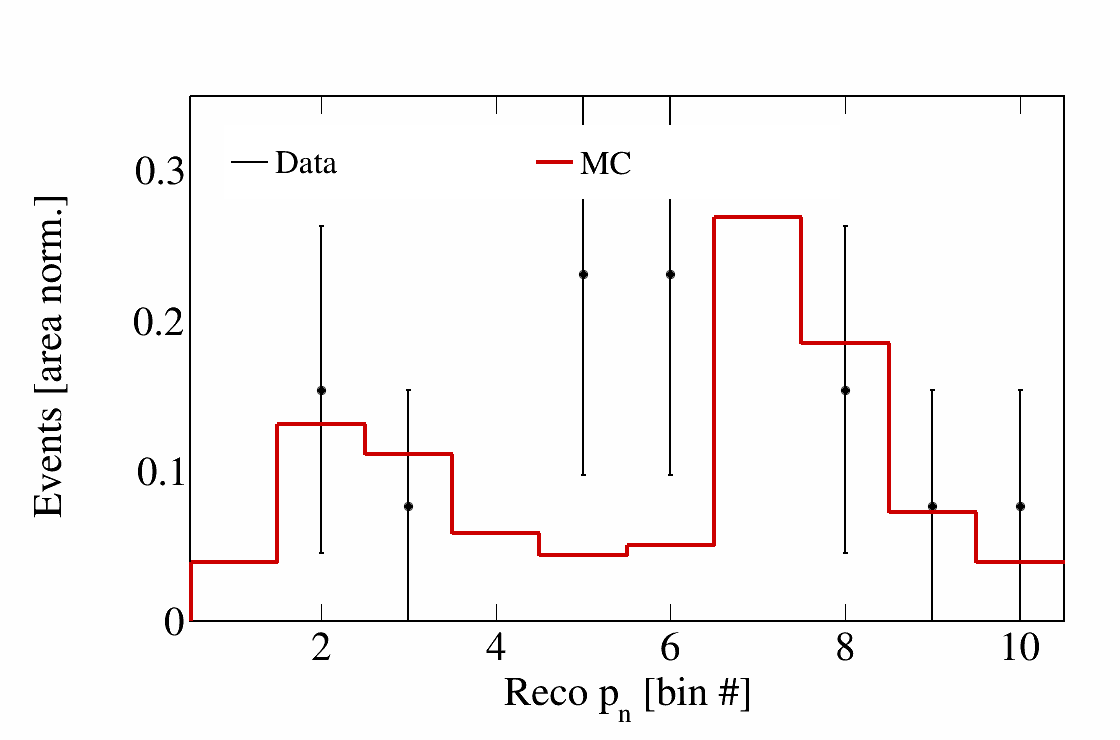 Data
MC
Events [area norm.]
0.3
0.2
0.1
0
2 4 6 8 10
Reco pn [bin #]